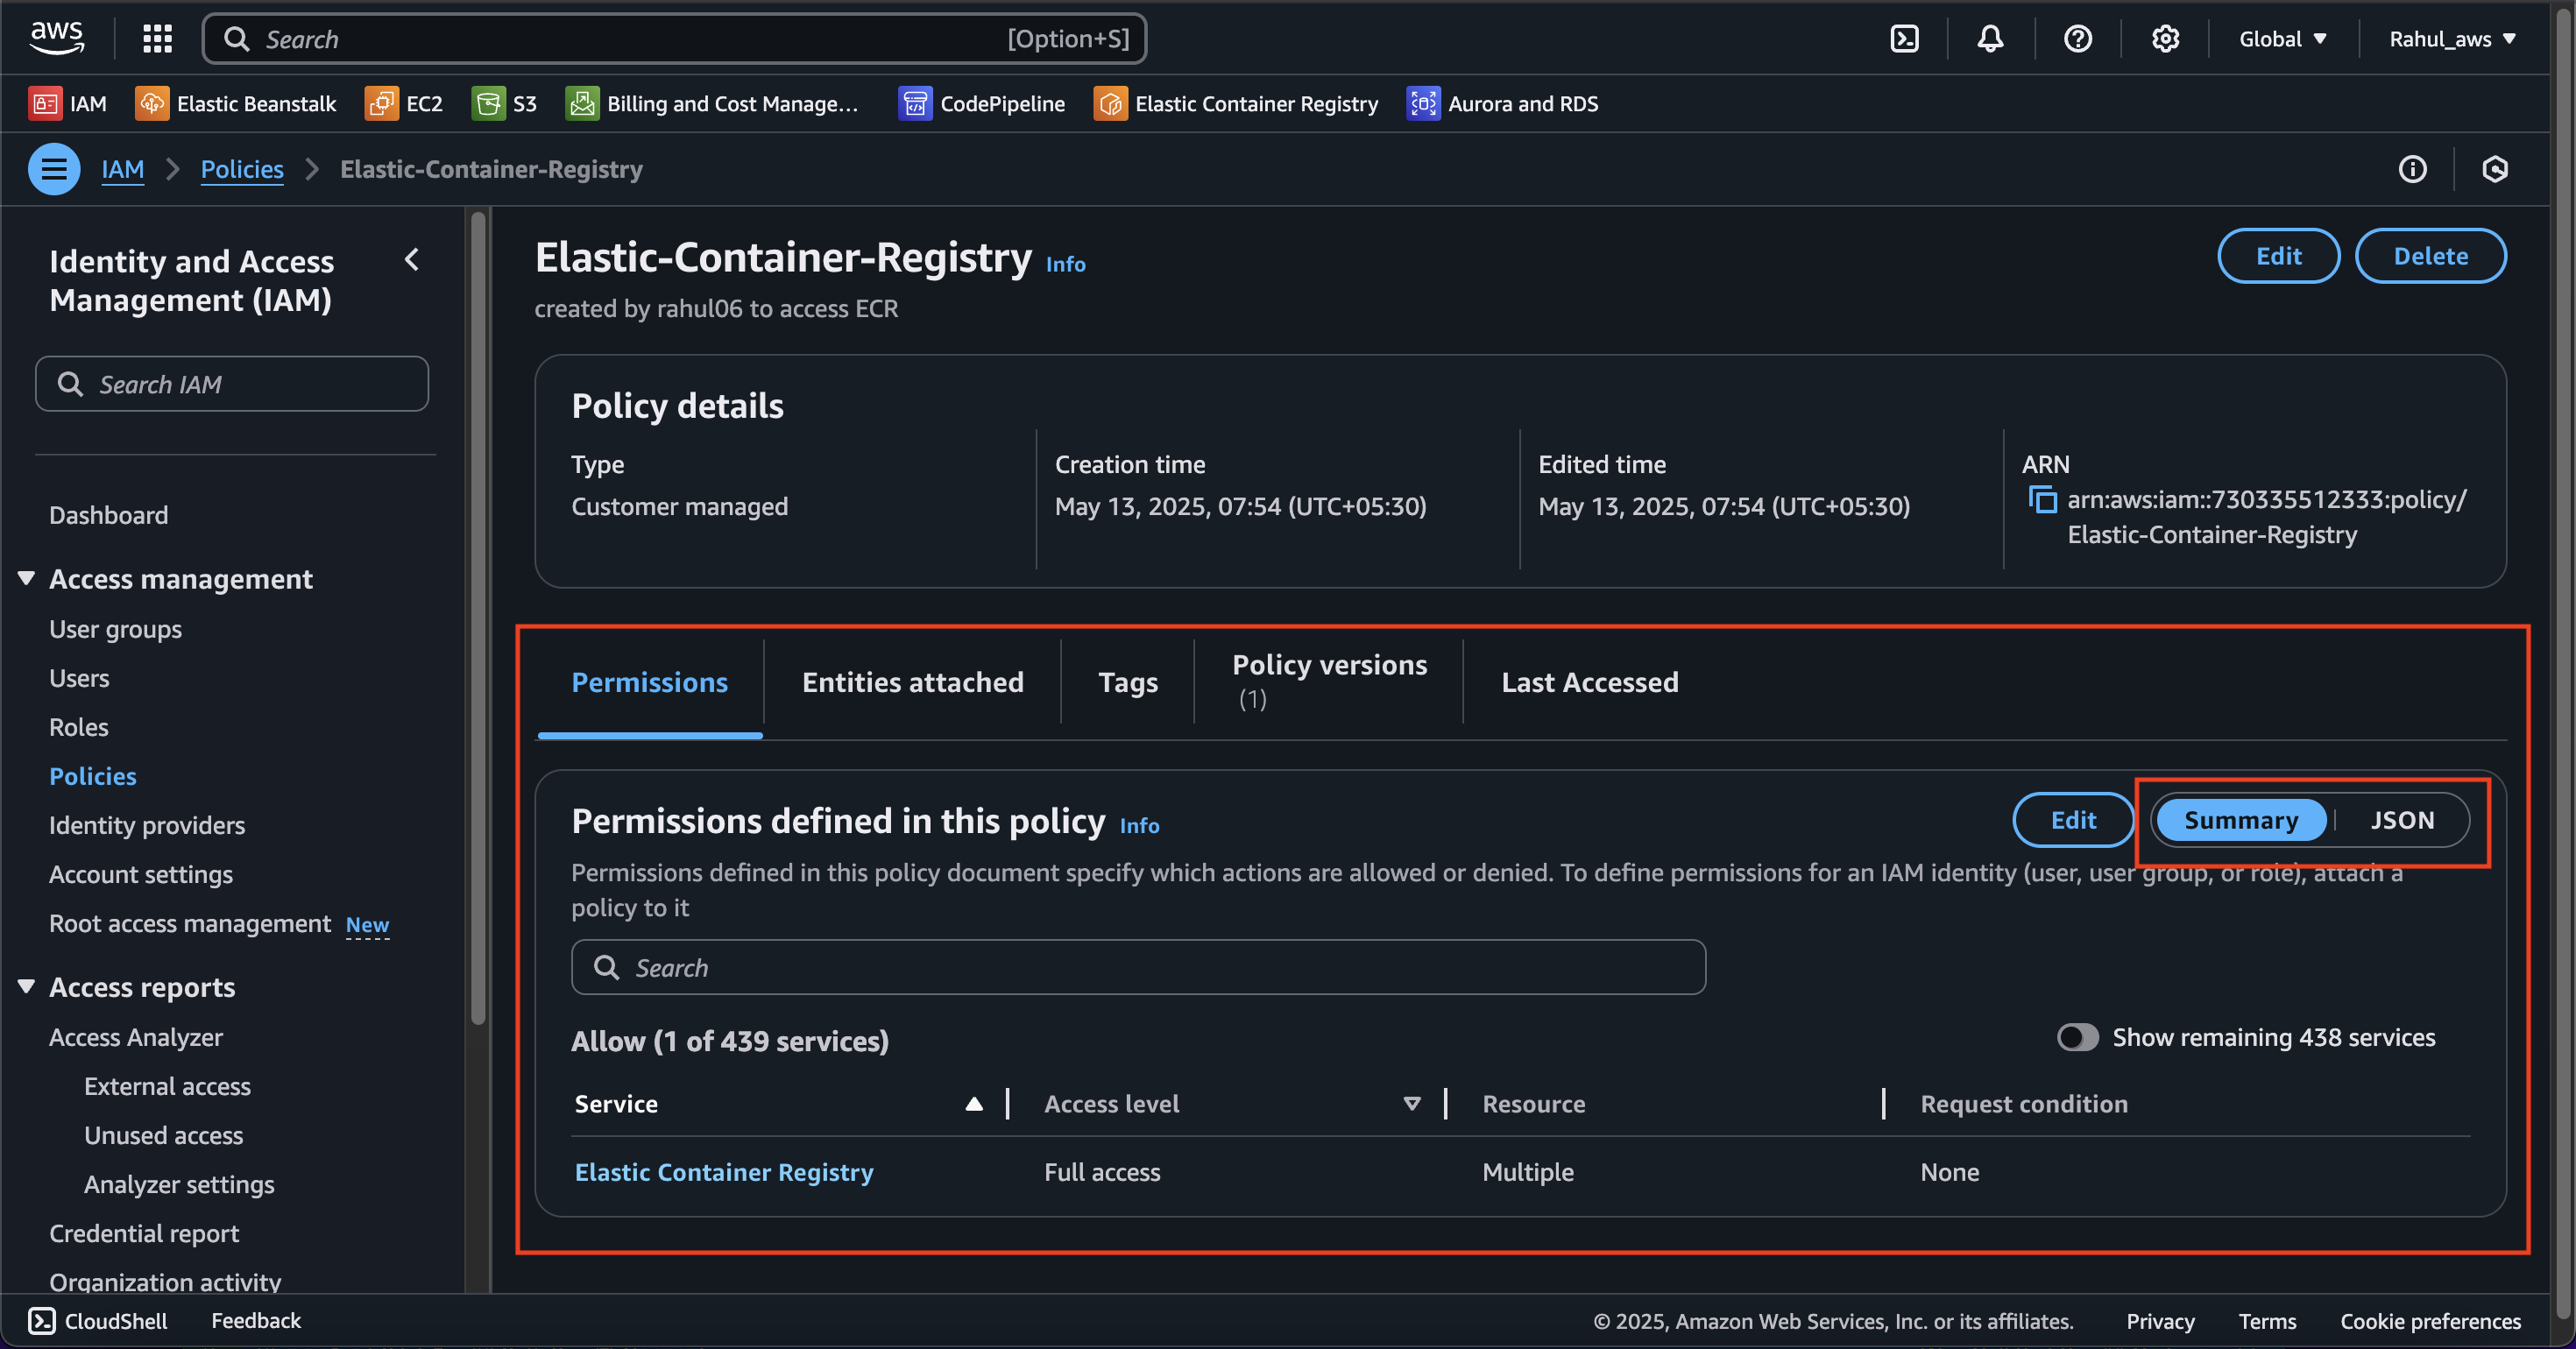 aws
Search [Option+S]
Global
Rahul_aws
IAM
Elastic Beanstalk
EC2
S3
Billing and Cost Manage...
CodePipeline
Elastic Container Registry
Aurora and RDS
IAM
Policies
Elastic-Container-Registry
Identity and Access
Management (IAM)
Search IAM
Dashboard
Access management
User groups
Users
Roles
Policies
Identity providers
Account settings
Root access management New
Access reports
Access Analyzer
External access
Unused access
Analyzer settings
Credential report
Organization activity
Elastic-Container-Registry Info
Edit
Delete
created by rahul06 to access ECR
Policy details
Type
Customer managed
Creation time
May 13, 2025, 07:54 (UTC+05:30)
Edited time
May 13, 2025, 07:54 (UTC+05:30)
ARN
arn:aws:iam::730335512333:policy/
Elastic-Container-Registry
Permissions
Entities attached
Tags
Policy versions
(1)
Last Accessed
Permissions defined in this policy Info
Edit
Summary
JSON
Permissions defined in this policy document specify which actions are allowed or denied. To define permissions for an IAM identity (user, user group, or role), attach a
policy to it
Search
Allow (1 of 439 services)
Show remaining 438 services
Service
Access level
Resource
Request condition
Elastic Container Registry
Full access
Multiple
None
CloudShell
Feedback
© 2025, Amazon Web Services, Inc. or its affiliates.
Privacy
Terms
Cookie preferences